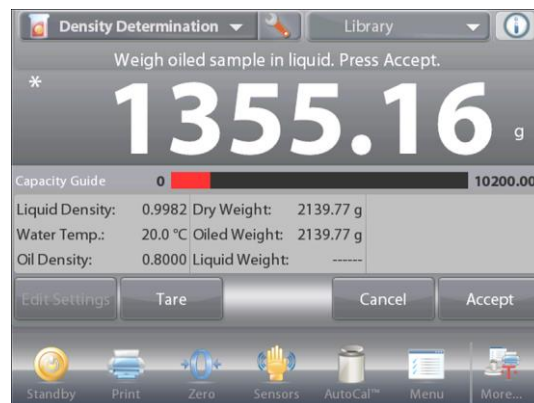 Density Determination Library
Weigh oiled sample in liquid. Press Accept.
* 1355.16 g
Capacity Guide 0 10200.00
Liquid Density: 0.9982 Dry Weight: 2139.77 g
Water Temp.: 20.0 °C Oiled Weight: 2139.77 g
Oil Density: 0.8000 Liquid Weight: ------
Edit Settings Tare Cancel Accept
Standby Print Zero Sensors AutoCal™ Menu More...